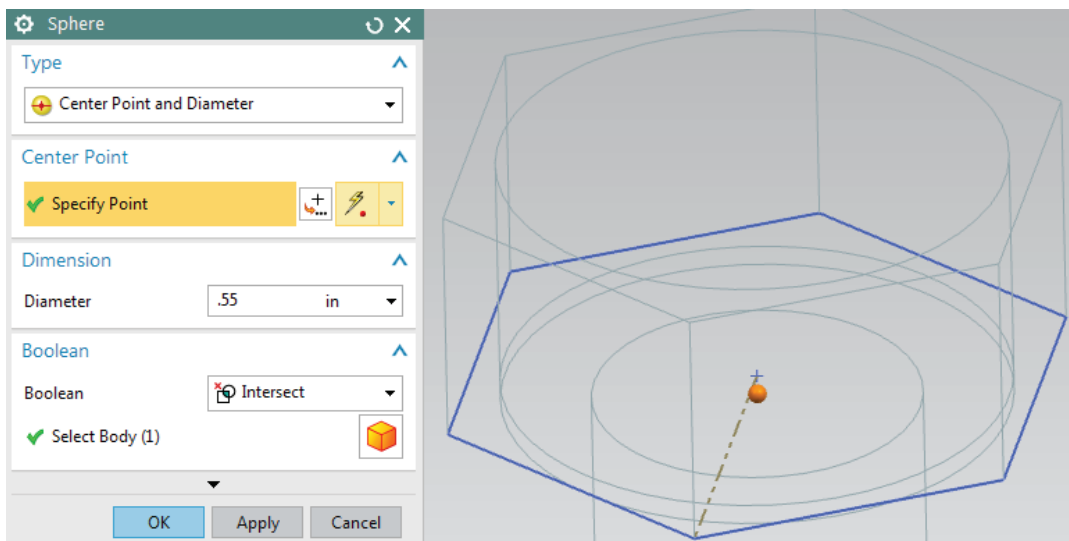 Sphere
Type
Center Point and Diameter
Center Point
Specify Point
Dimension
Diameter .55 in
Boolean
Boolean Intersect
Select Body (1)
OK Apply Cancel